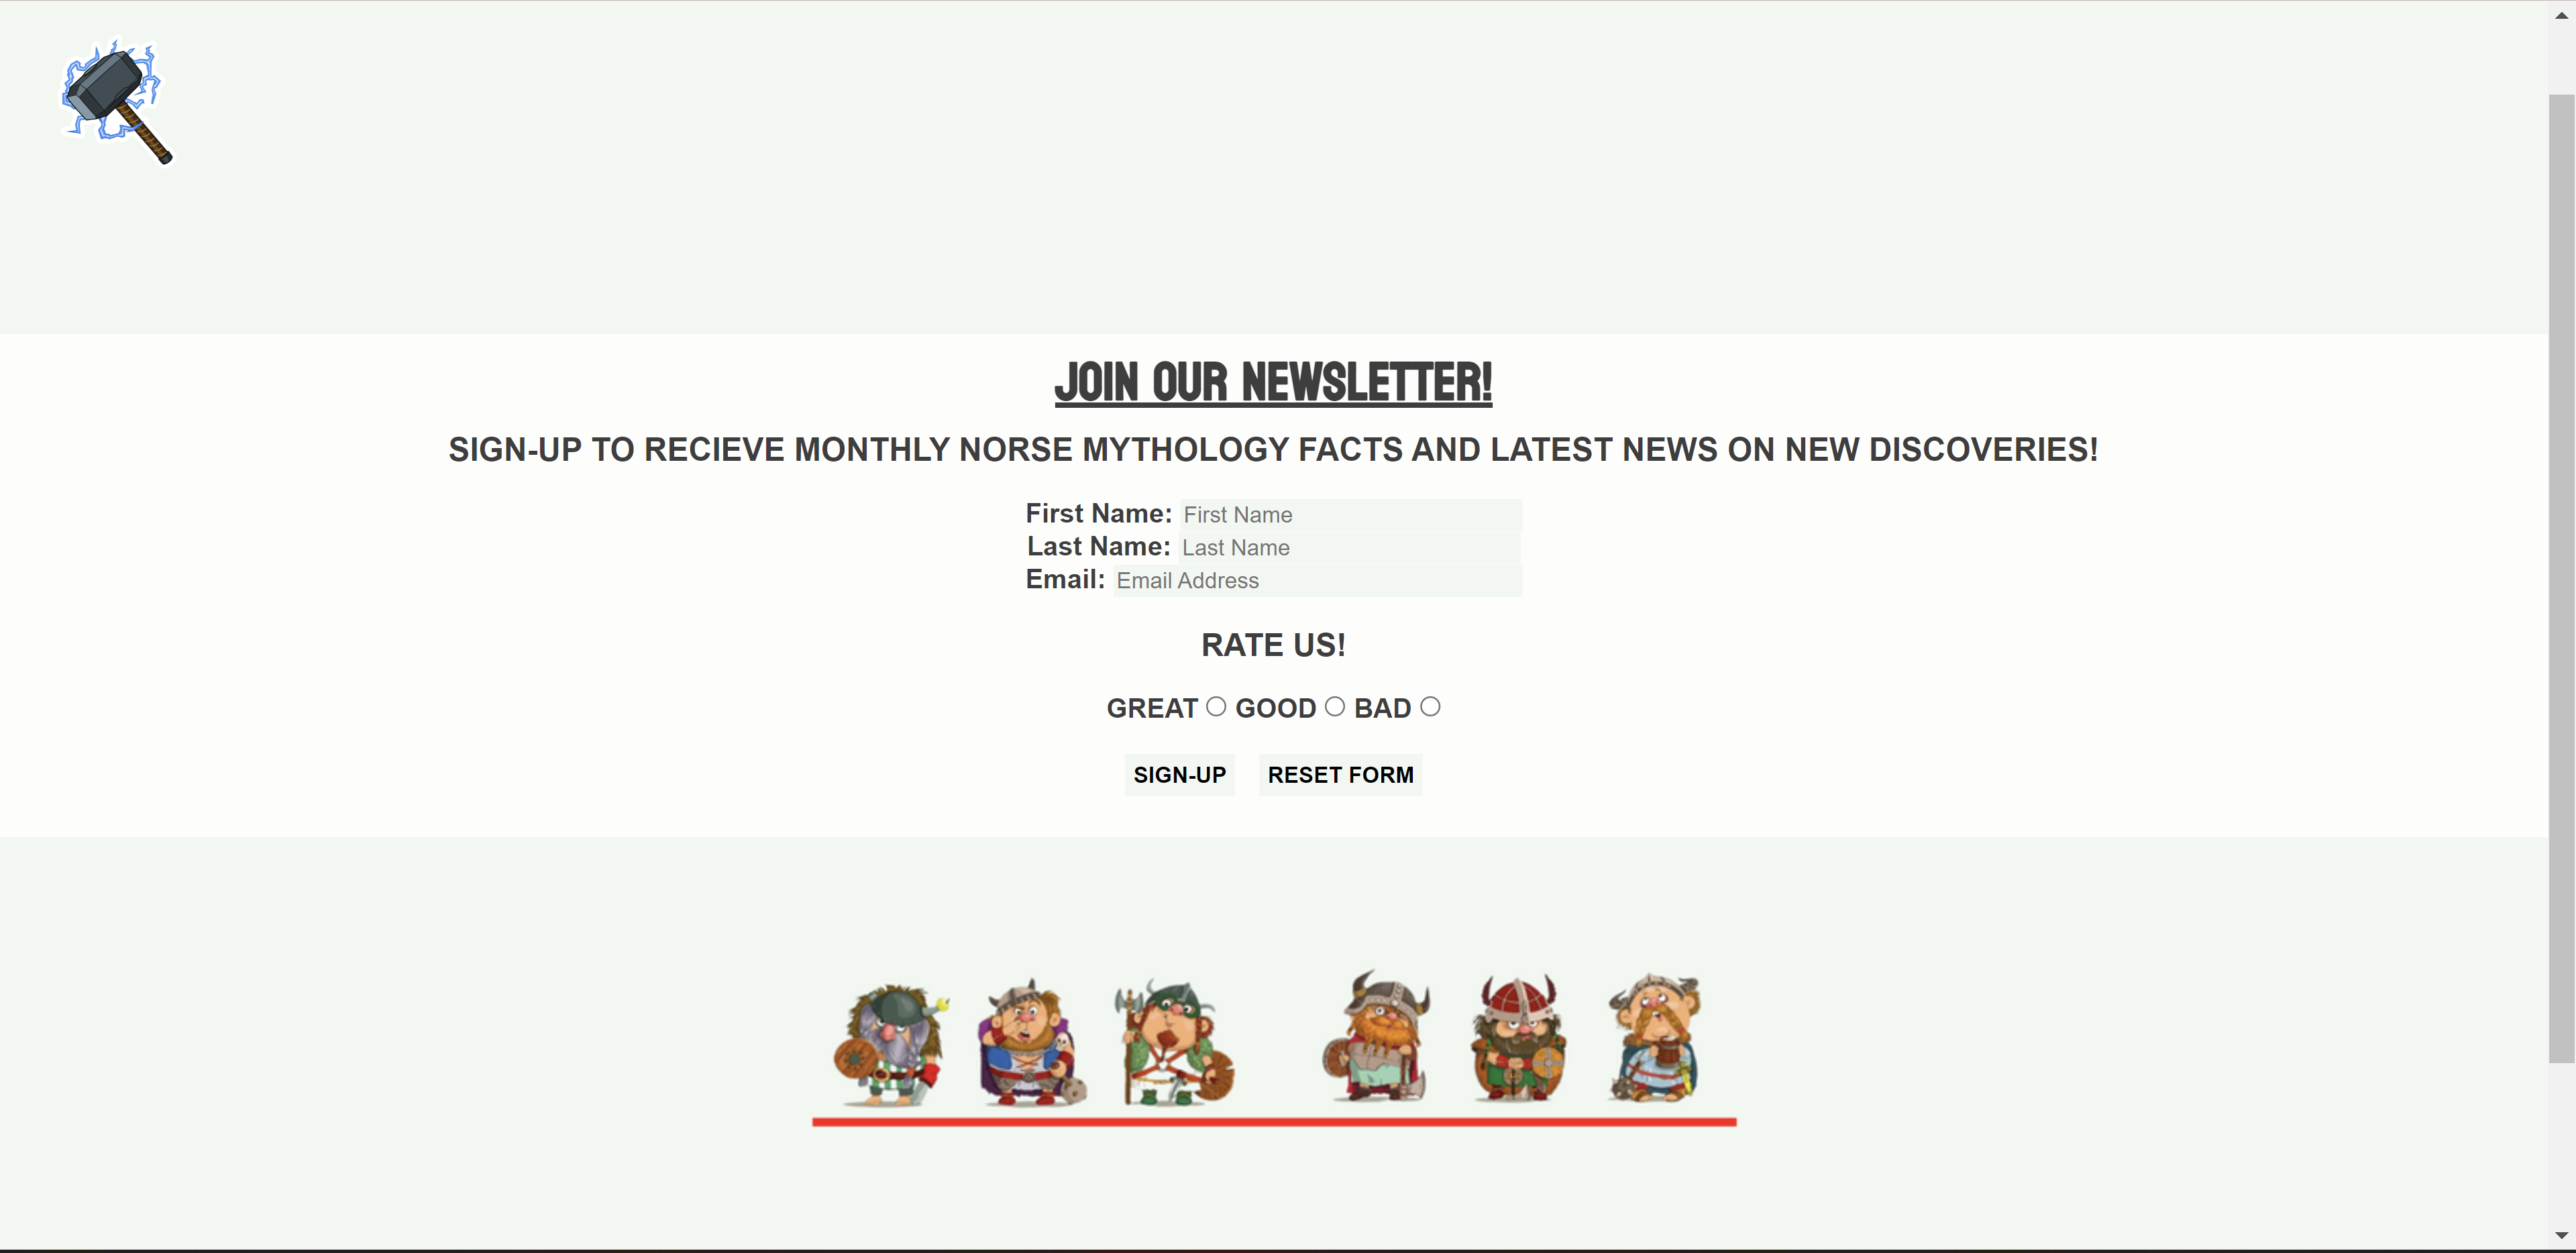 JOIN OUR NEWSLETTER!
SIGN-UP TO RECIEVE MONTHLY NORSE MYTHOLOGY FACTS AND LATEST NEWS ON NEW DISCOVERIES!
First Name: First Name
Last Name: Last Name
Email: Email Address
RATE US!
GREAT GOOD BAD
SIGN-UP RESET FORM